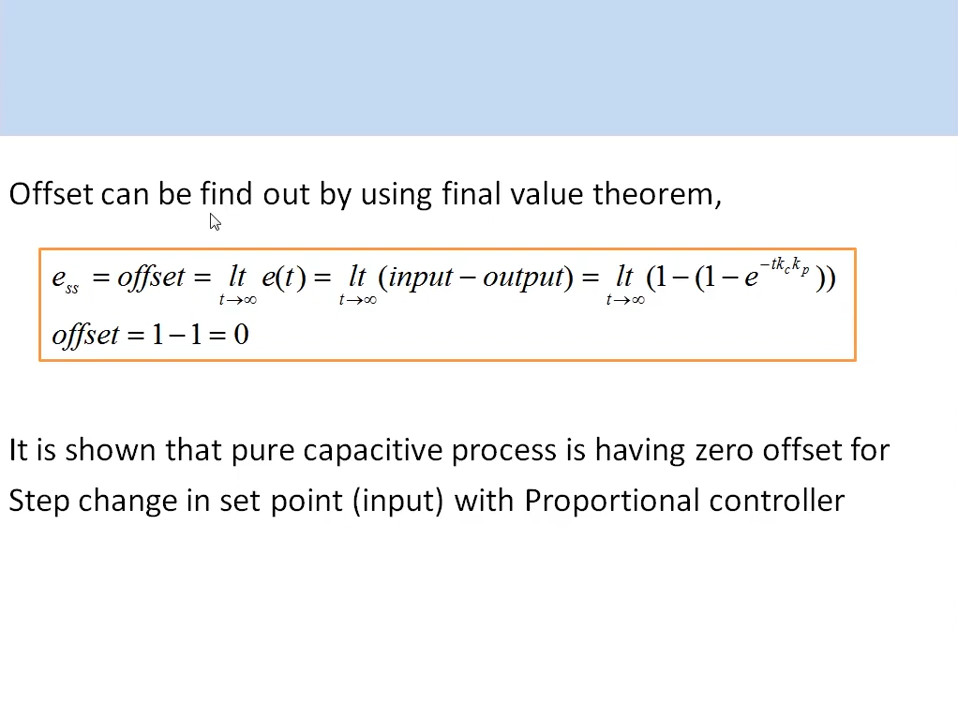 Offset can be find out by using final value theorem,
e_ss = offset = lt_{t→∞} e(t) = lt_{t→∞} (input − output) = lt_{t→∞} (1 − (1 − e^{−tk_c k_p}))
offset = 1 − 1 = 0
It is shown that pure capacitive process is having zero offset for
Step change in set point (input) with Proportional controller